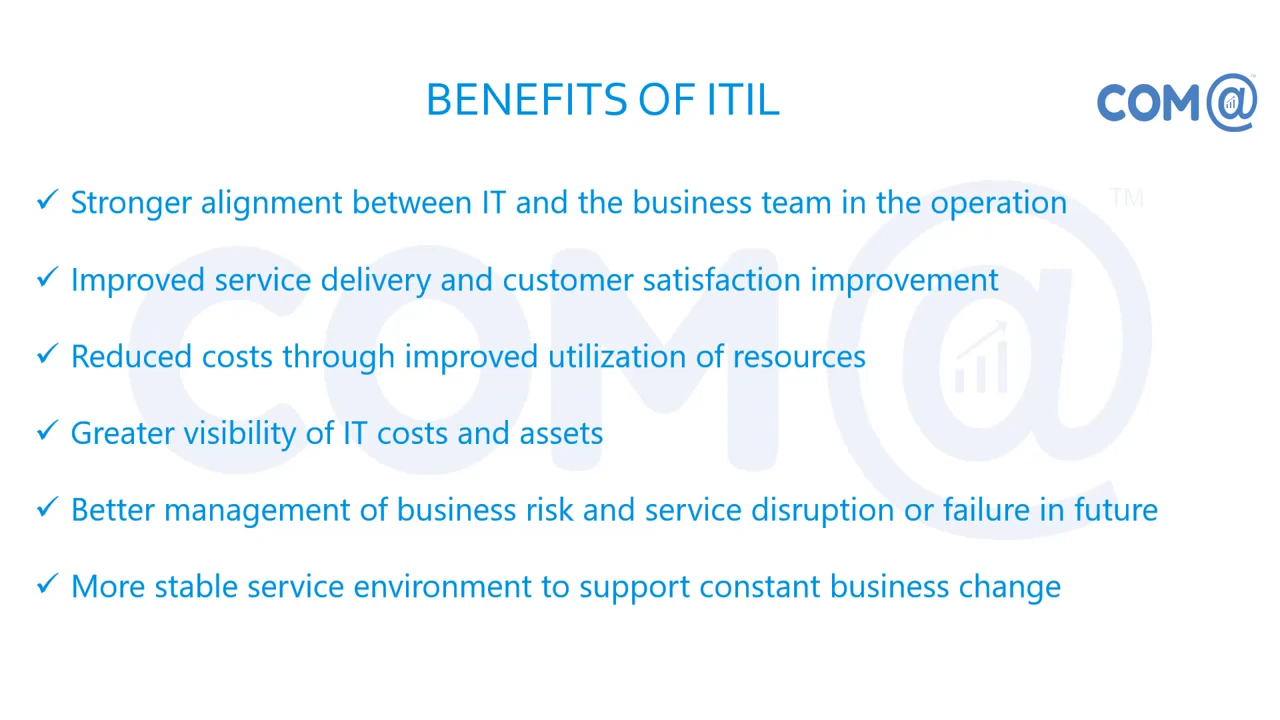 BENEFITS OF ITIL
COM@
TM
✓ Stronger alignment between IT and the business team in the operation
✓ Improved service delivery and customer satisfaction improvement
✓ Reduced costs through improved utilization of resources
✓ Greater visibility of IT costs and assets
✓ Better management of business risk and service disruption or failure in future
✓ More stable service environment to support constant business change
COM@
TM